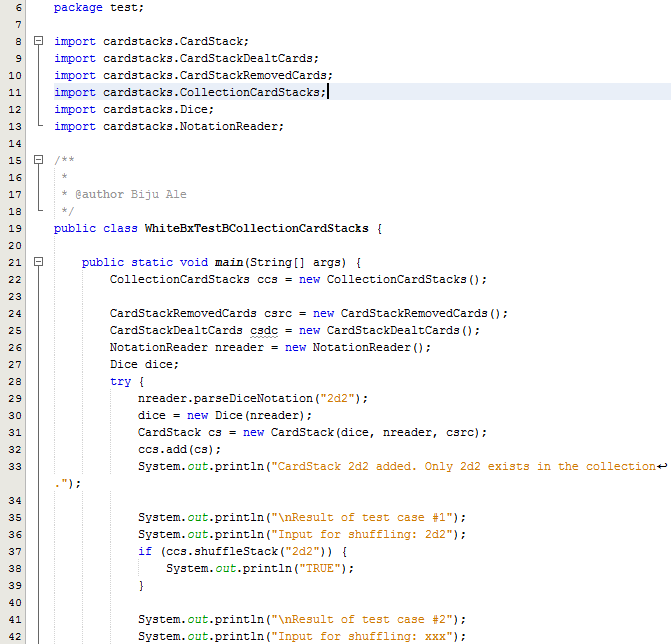 6 package test;
7
8 import cardstacks.CardStack;
9 import cardstacks.CardStackDealtCards;
10 import cardstacks.CardStackRemovedCards;
11 import cardstacks.CollectionCardStacks;
12 import cardstacks.Dice;
13 import cardstacks.NotationReader;
14
15 /**
16 *
17 * @author Biju Ale
18 */
19 public class WhiteBxTestBCollectionCardStacks {
20
21 public static void main(String[] args) {
22 CollectionCardStacks ccs = new CollectionCardStacks();
23
24 CardStackRemovedCards csrc = new CardStackRemovedCards();
25 CardStackDealtCards csdc = new CardStackDealtCards();
26 NotationReader nreader = new NotationReader();
27 Dice dice;
28 try {
29 nreader.parseDiceNotation("2d2");
30 dice = new Dice(nreader);
31 CardStack cs = new CardStack(dice, nreader, csrc);
32 ccs.add(cs);
33 System.out.println("CardStack 2d2 added. Only 2d2 exists in the collection↩
.");
34
35 System.out.println("\nResult of test case #1");
36 System.out.println("Input for shuffling: 2d2");
37 if (ccs.shuffleStack("2d2")) {
38 System.out.println("TRUE");
39 }
40
41 System.out.println("\nResult of test case #2");
42 System.out.println("Input for shuffling: xxx");